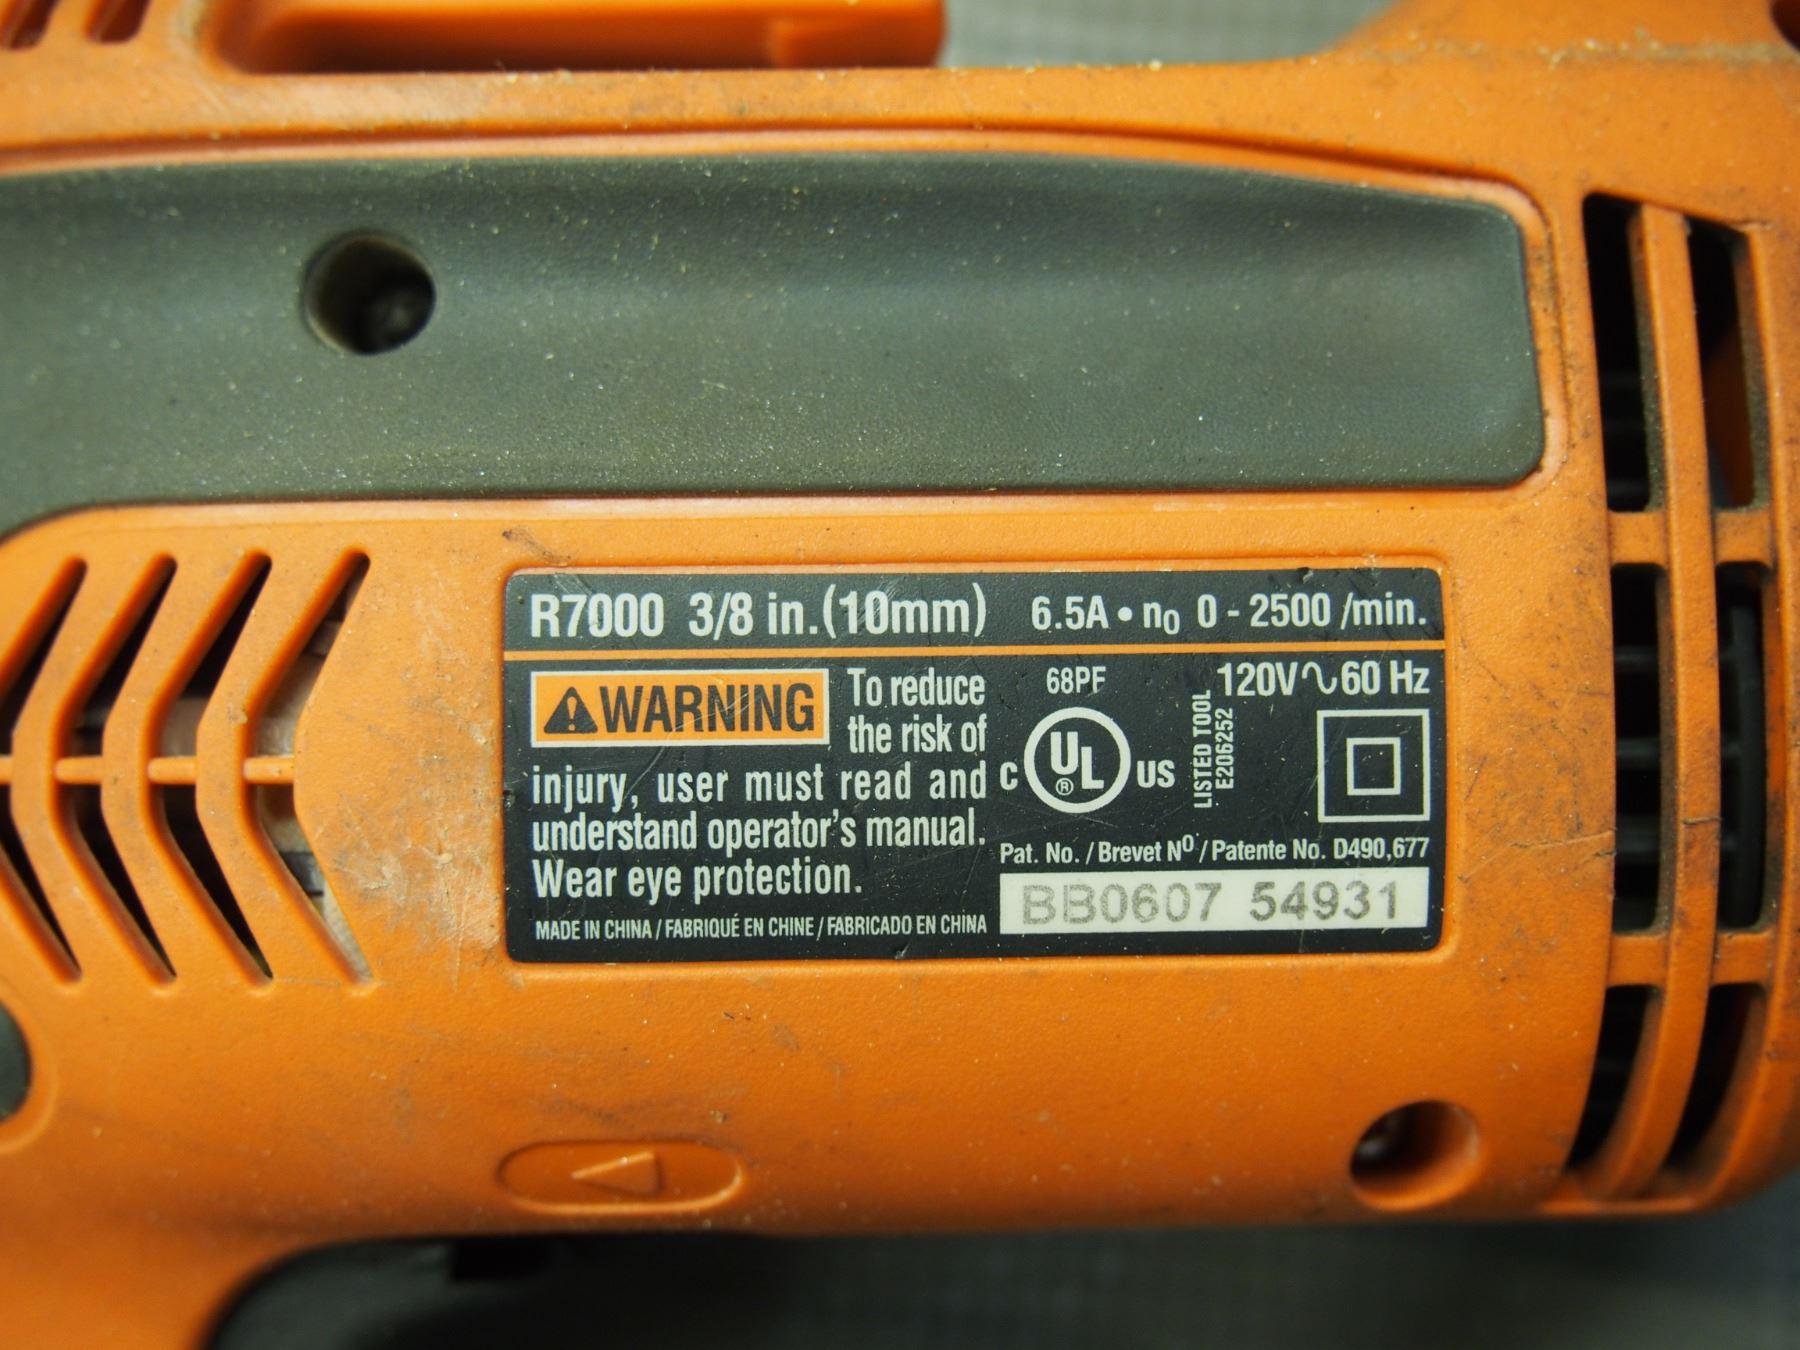 R7000 3/8 in.(10mm) 6.5A • n0 0 - 2500 /min.
WARNING To reduce
the risk of
injury, user must read and
understand operator's manual.
Wear eye protection.
MADE IN CHINA / FABRIQUÉ EN CHINE / FABRICADO EN CHINA
68PF
C UL ® US
LISTED TOOL
E206252
120V∿60 Hz
Pat. No. / Brevet Nº / Patente No. D490,677
BB0607 54931